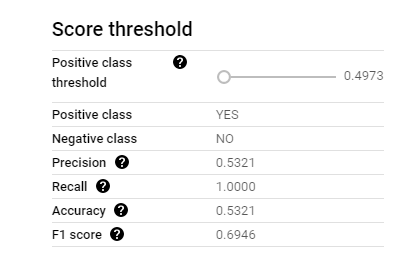 Score threshold
Positive class
threshold
0.4973
Positive class YES
Negative class NO
Precision 0.5321
Recall 1.0000
Accuracy 0.5321
F1 score 0.6946